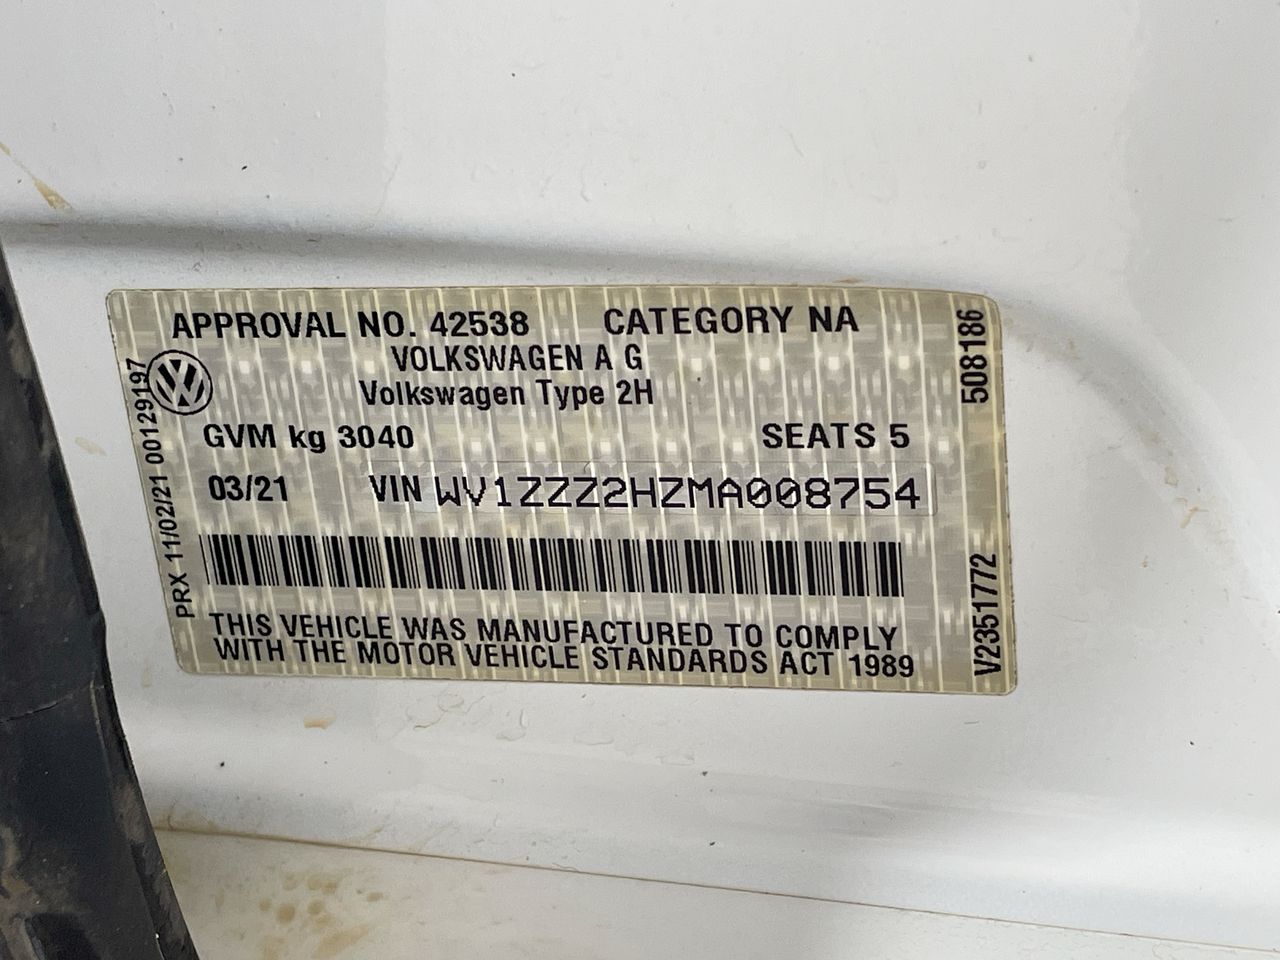 APPROVAL NO. 42538 CATEGORY NA
VOLKSWAGEN A G
Volkswagen Type 2H
GVM kg 3040 SEATS 5
03/21 VIN WV1ZZZ2HZMA008754
THIS VEHICLE WAS MANUFACTURED TO COMPLY
WITH THE MOTOR VEHICLE STANDARDS ACT 1989
PRX 11/02/21 00129197
508186
V2351772